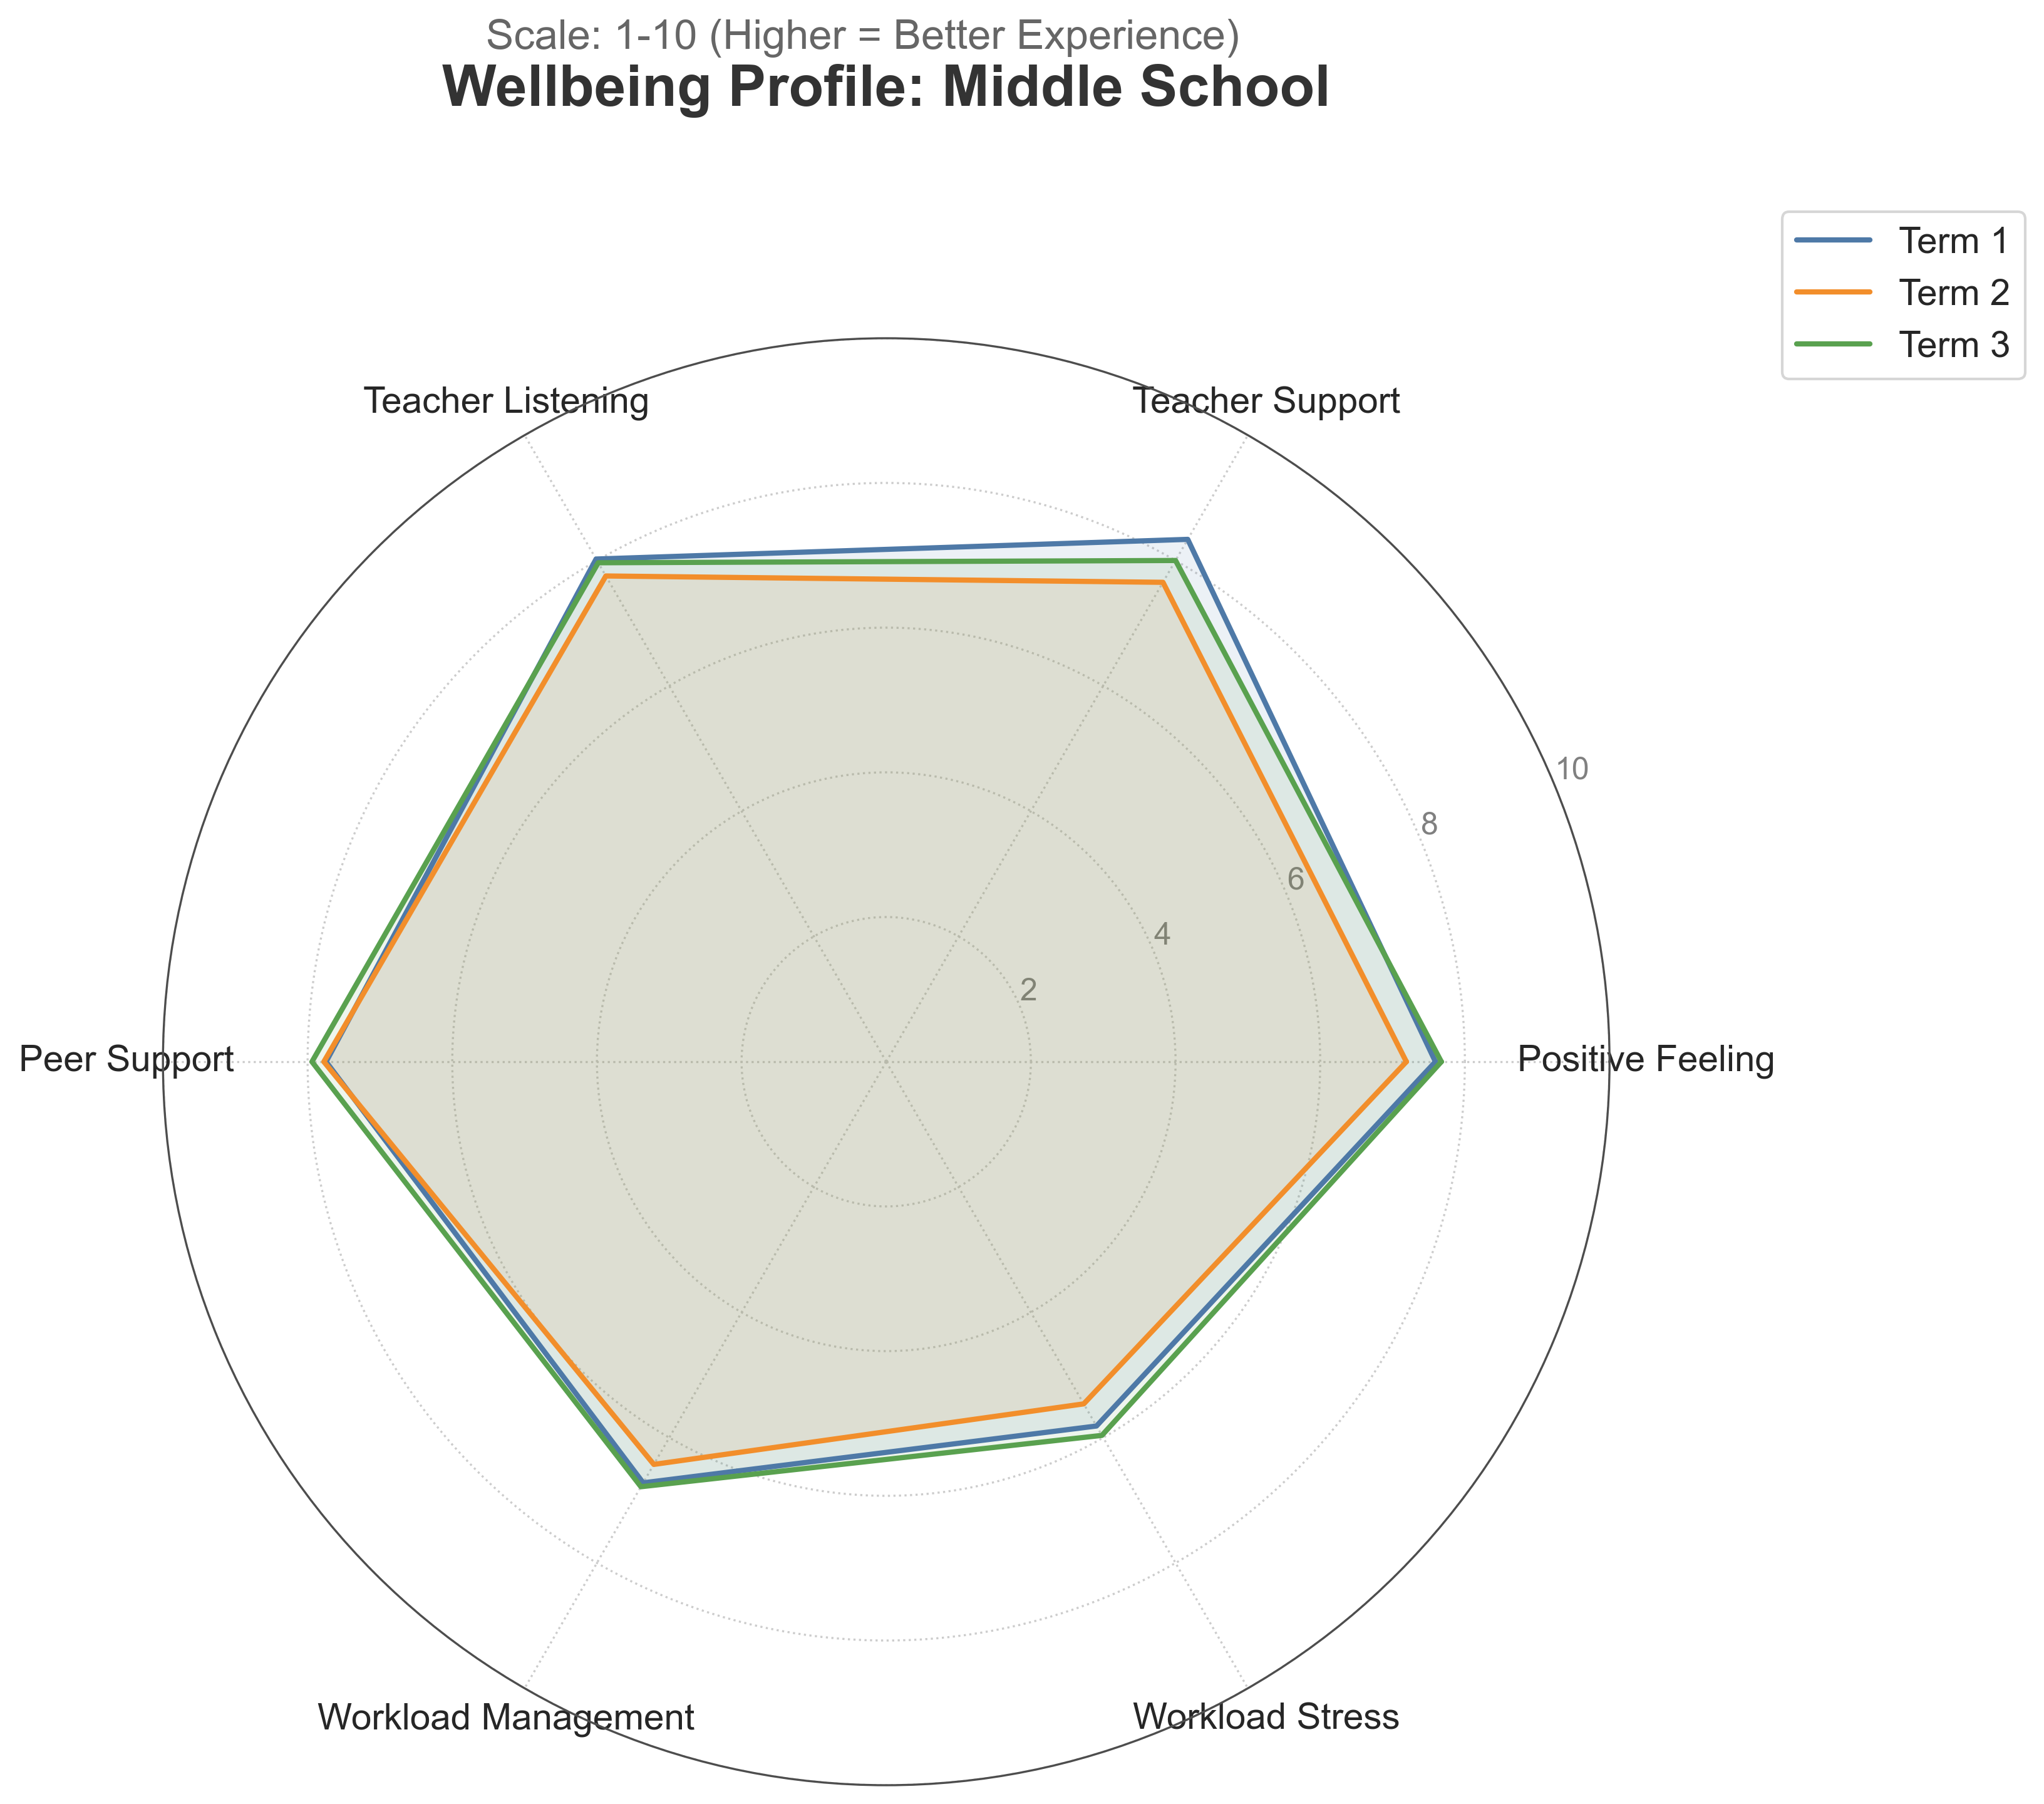 Scale: 1-10 (Higher = Better Experience)
Wellbeing Profile: Middle School
Term 1
Term 2
Term 3
Teacher Listening
Teacher Support
10
8
6
4
2
Peer Support
Positive Feeling
Workload Management
Workload Stress